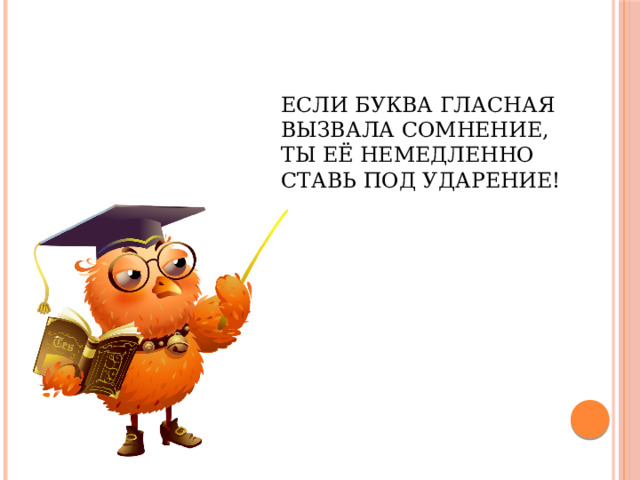 ЕСЛИ БУКВА ГЛАСНАЯ
ВЫЗВАЛА СОМНЕНИЕ,
ТЫ ЕЁ НЕМЕДЛЕННО
СТАВЬ ПОД УДАРЕНИЕ!